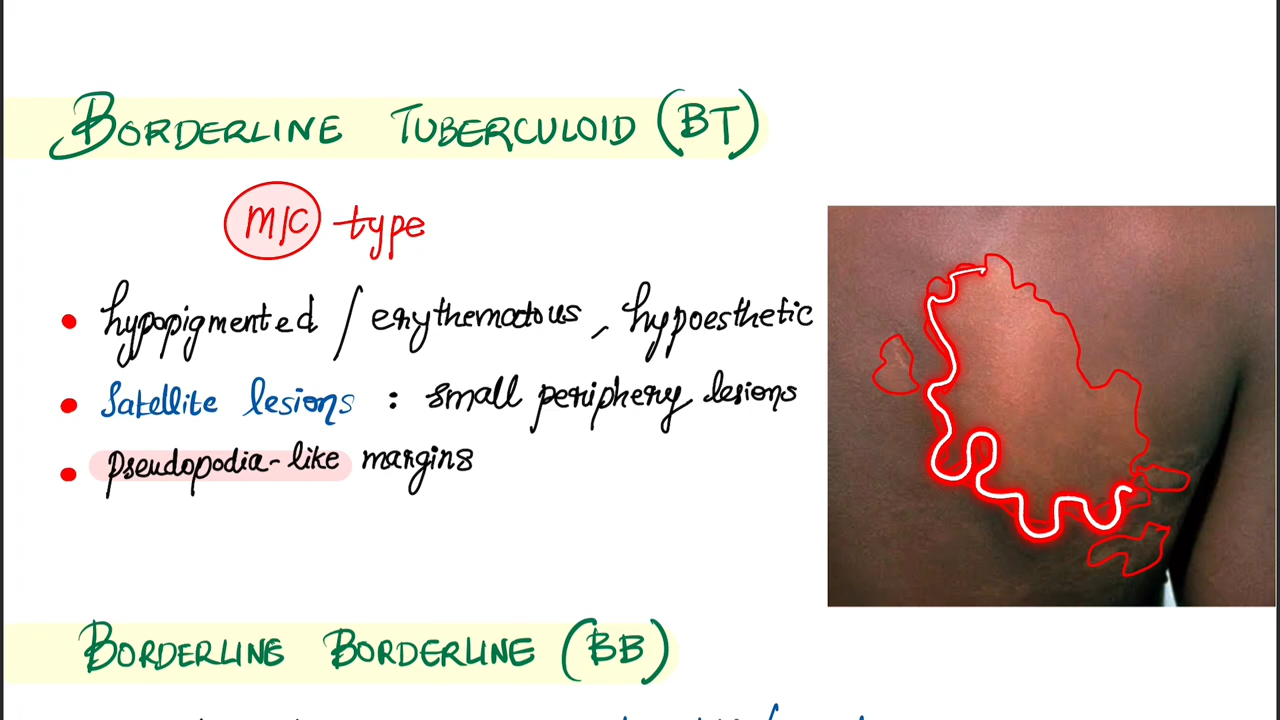 BORDERLINE TUBERCULOID (BT)
M/C type
• hypopigmented / erythematous, hypoesthetic
• Satellite lesions : small periphery lesions
• pseudopodia-like margins
BORDERLINE BORDERLINE (BB)